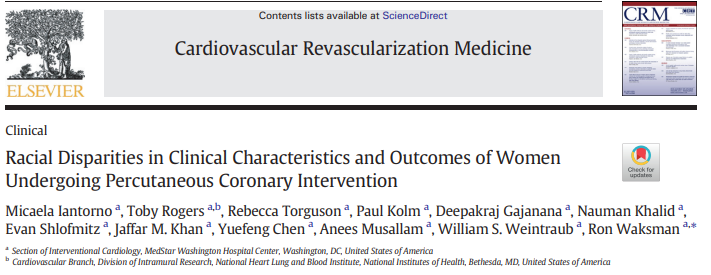 Contents lists available at ScienceDirect
CRM
Cardiovascular Revascularization Medicine
ELSEVIER
Clinical
Racial Disparities in Clinical Characteristics and Outcomes of Women
Undergoing Percutaneous Coronary Intervention
Check for
updates
Micaela Iantorno a, Toby Rogers a,b, Rebecca Torguson a, Paul Kolm a, Deepakraj Gajanana a, Nauman Khalid a,
Evan Shlofmitz a, Jaffar M. Khan a, Yuefeng Chen a, Anees Musallam a, William S. Weintraub a, Ron Waksman a,*
a Section of Interventional Cardiology, MedStar Washington Hospital Center, Washington, DC, United States of America
b Cardiovascular Branch, Division of Intramural Research, National Heart Lung and Blood Institute, National Institutes of Health, Bethesda, MD, United States of America